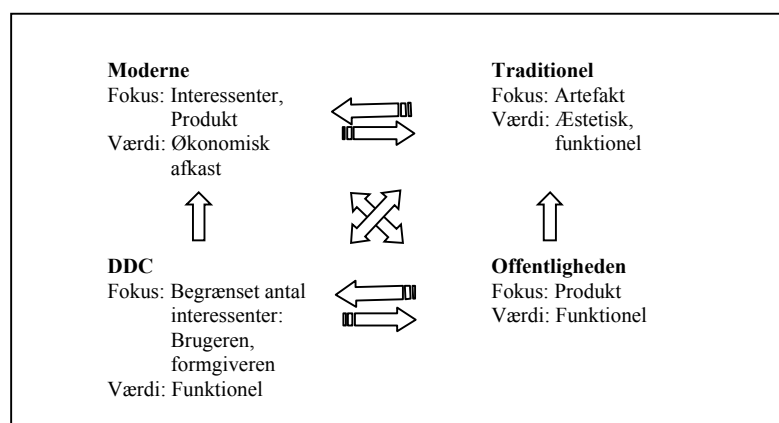 Moderne
Fokus: Interessenter,
Produkt
Værdi: Økonomisk
afkast
Traditionel
Fokus: Artefakt
Værdi: Æstetisk,
funktionel
DDC
Fokus: Begrænset antal
interessenter:
Brugeren,
formgiveren
Værdi: Funktionel
Offentligheden
Fokus: Produkt
Værdi: Funktionel